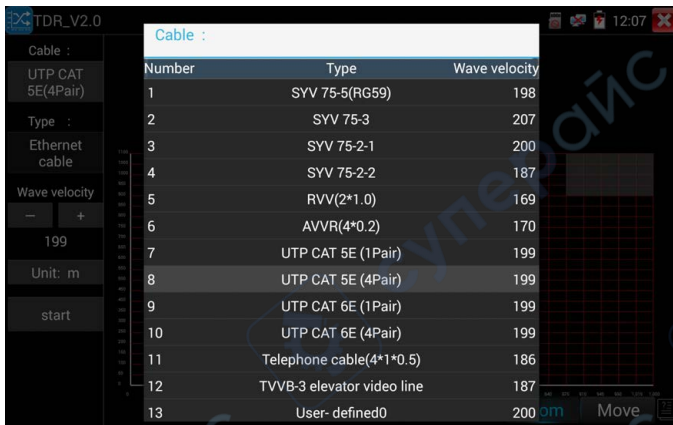 TDR_V2.0
12:07
Cable :
UTP CAT
5E(4Pair)
Type :
Ethernet
cable
Wave velocity
− +
199
Unit: m
start
Cable :
Number Type Wave velocity
1 SYV 75-5(RG59) 198
2 SYV 75-3 207
3 SYV 75-2-1 200
4 SYV 75-2-2 187
5 RVV(2*1.0) 169
6 AVVR(4*0.2) 170
7 UTP CAT 5E (1Pair) 199
8 UTP CAT 5E (4Pair) 199
9 UTP CAT 6E (1Pair) 199
10 UTP CAT 6E (4Pair) 199
11 Telephone cable(4*1*0.5) 186
12 TVVB-3 elevator video line 187
13 User- defined0 200
om Move
суперайс